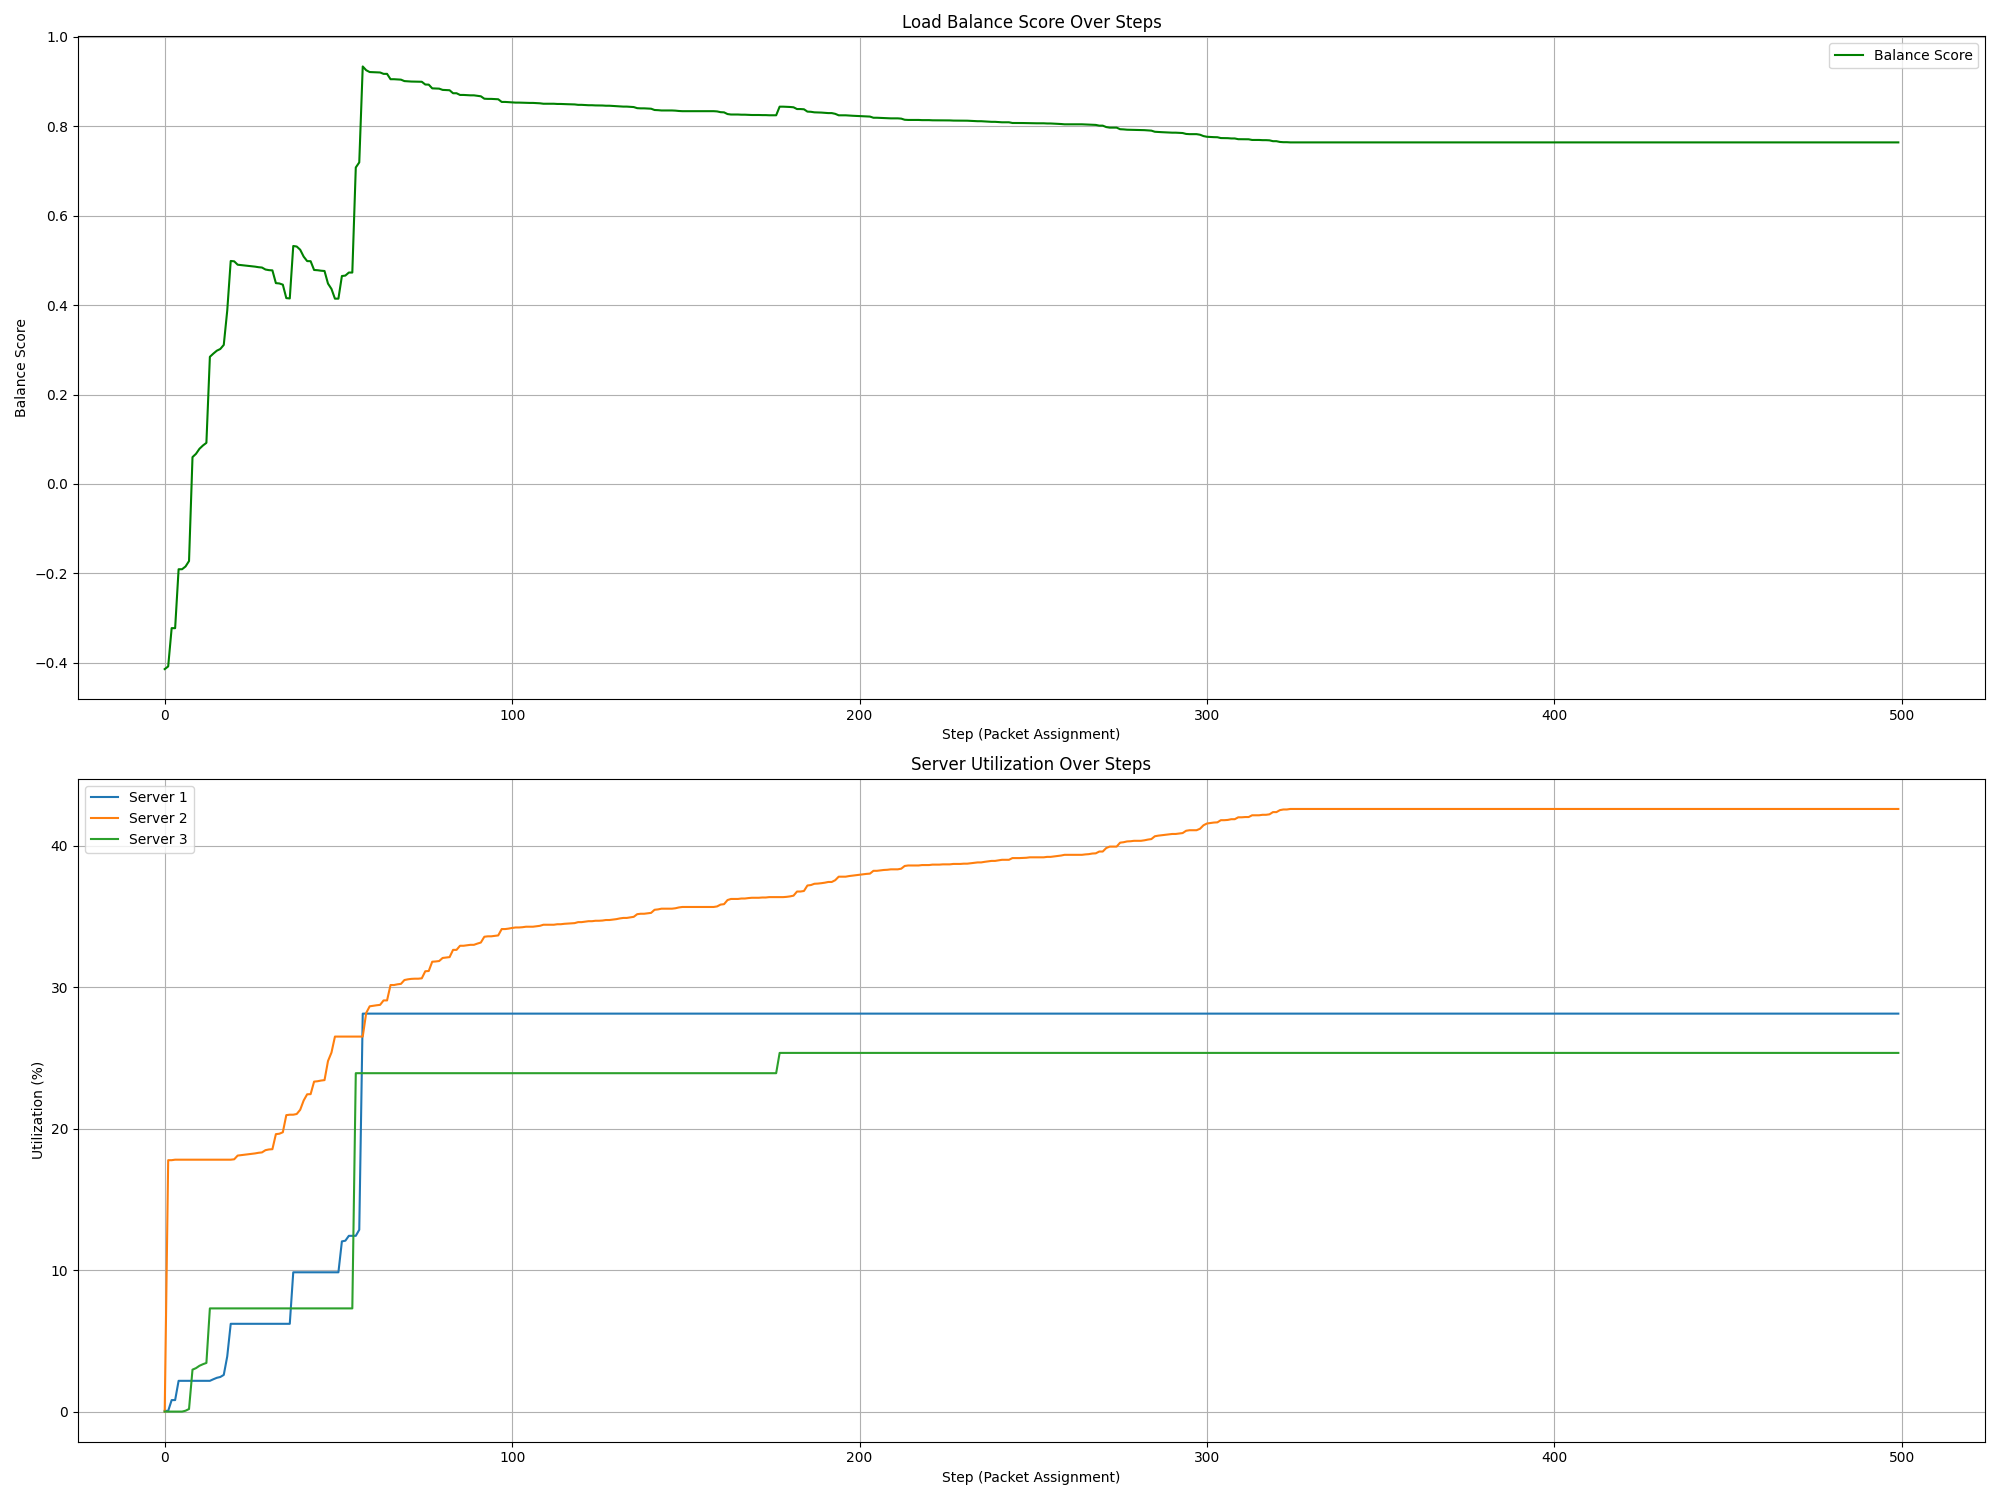 Load Balance Score Over Steps
1.0
0.8
0.6
0.4
0.2
0.0
−0.2
−0.4
Balance Score
Balance Score
0 100 200 300 400 500
Step (Packet Assignment)
Server Utilization Over Steps
Server 1
Server 2
Server 3
40
30
20
10
0
Utilization (%)
0 100 200 300 400 500
Step (Packet Assignment)